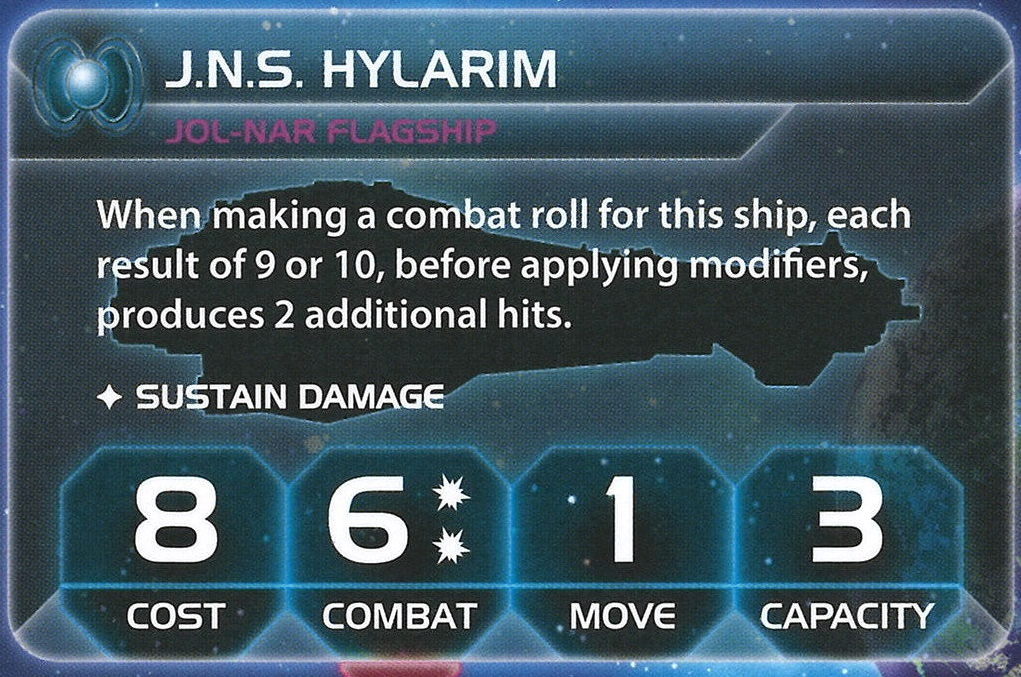 J.N.S. HYLARIM
JOL-NAR FLAGSHIP
When making a combat roll for this ship, each
result of 9 or 10, before applying modifiers,
produces 2 additional hits.
SUSTAIN DAMAGE
8 6 1 3
COST COMBAT MOVE CAPACITY